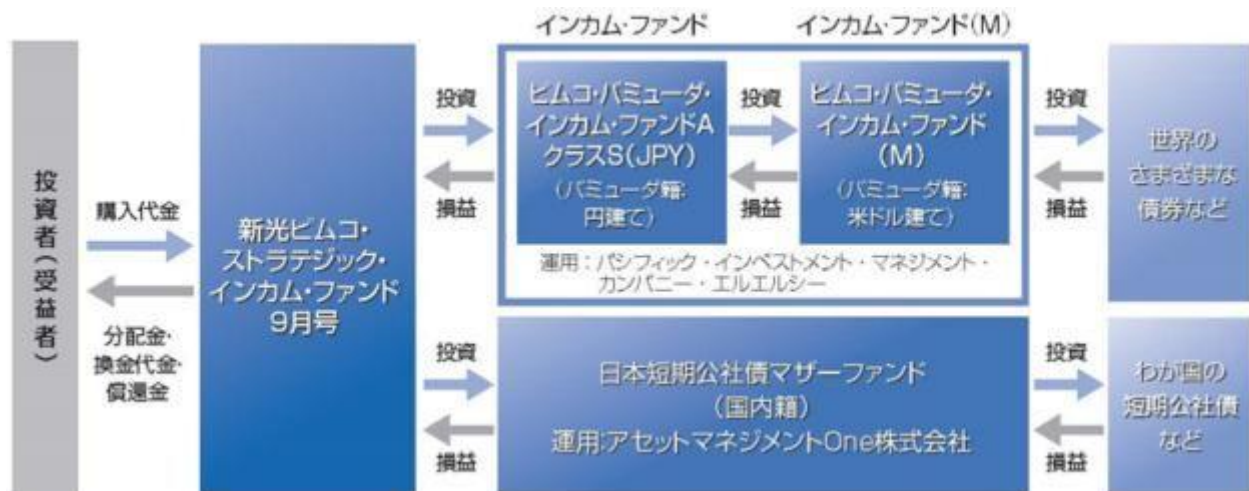 インカム・ファンド
インカム・ファンド(M)
投資者(受益者)
購入代金
分配金・
換金代金・
償還金
新光ピムコ・
ストラテジック・
インカム・ファンド
9月号
投資
損益
ピムコ・バミューダ・
インカム・ファンドA
クラスS(JPY)
(バミューダ籍:
円建て)
投資
損益
ピムコ・バミューダ・
インカム・ファンド
(M)
(バミューダ籍:
米ドル建て)
運用:パシフィック・インベストメント・マネジメント・
カンパニー・エルエルシー
投資
損益
世界の
さまざまな
債券など
投資
損益
日本短期公社債マザーファンド
(国内籍)
運用:アセットマネジメントOne株式会社
投資
損益
わが国の
短期公社債
など